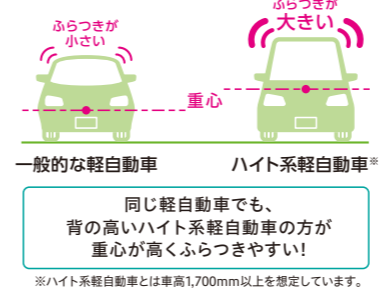 ふらつきが
小さい
ふらつきが
大きい
重心
一般的な軽自動車
ハイト系軽自動車※
同じ軽自動車でも、
背の高いハイト系軽自動車の方が
重心が高くふらつきやすい!
※ハイト系軽自動車とは車高1,700mm以上を想定しています。